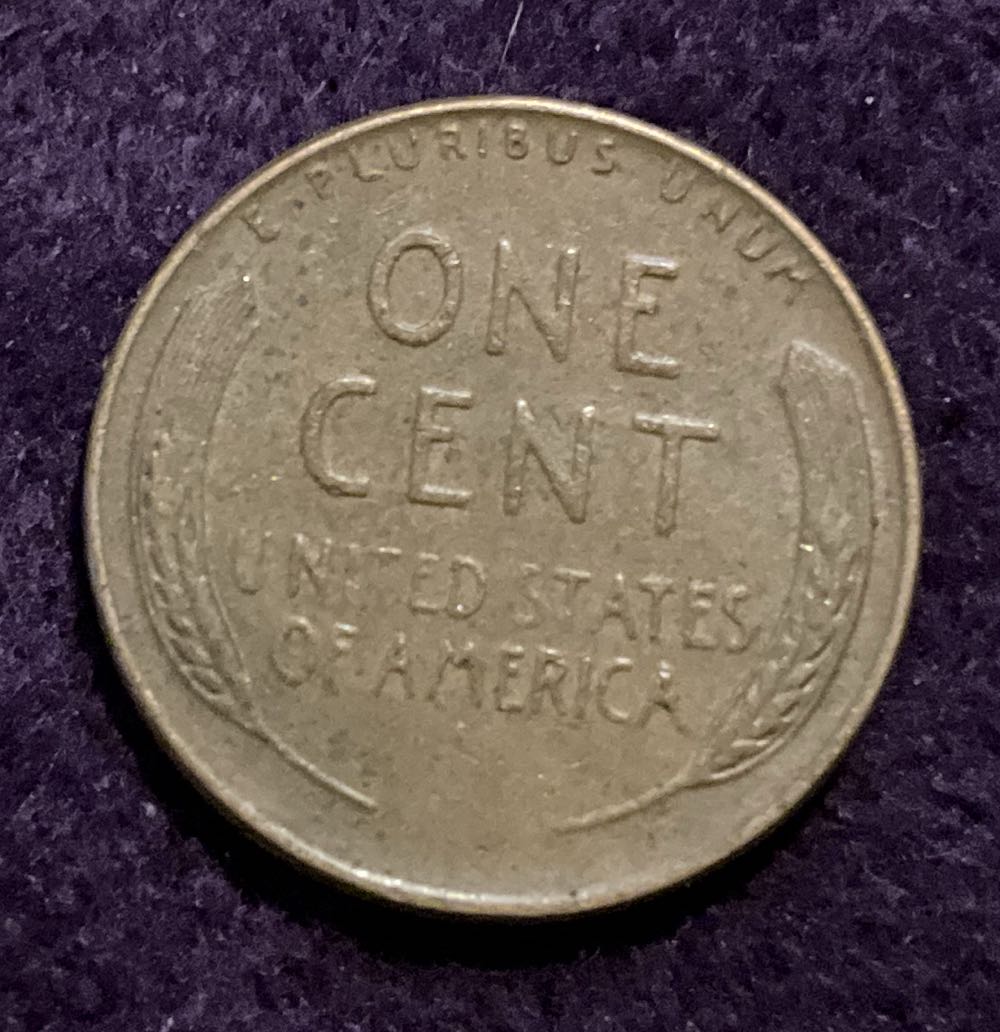 E · PLURIBUS UNUM
ONE
CENT
UNITED STATES
OF AMERICA